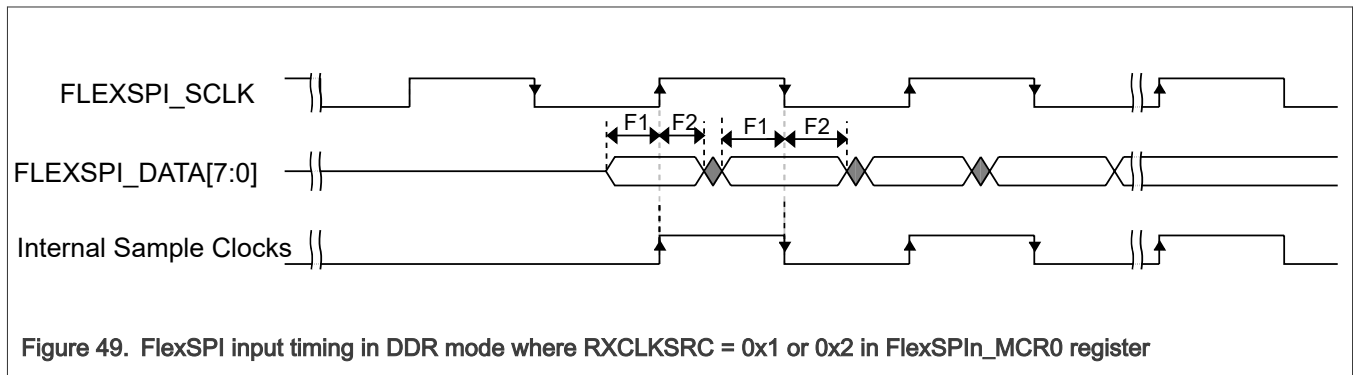 FLEXSPI_SCLK
F1 F2 F1 F2
FLEXSPI_DATA[7:0]
Internal Sample Clocks
Figure 49. FlexSPI input timing in DDR mode where RXCLKSRC = 0x1 or 0x2 in FlexSPIn_MCR0 register